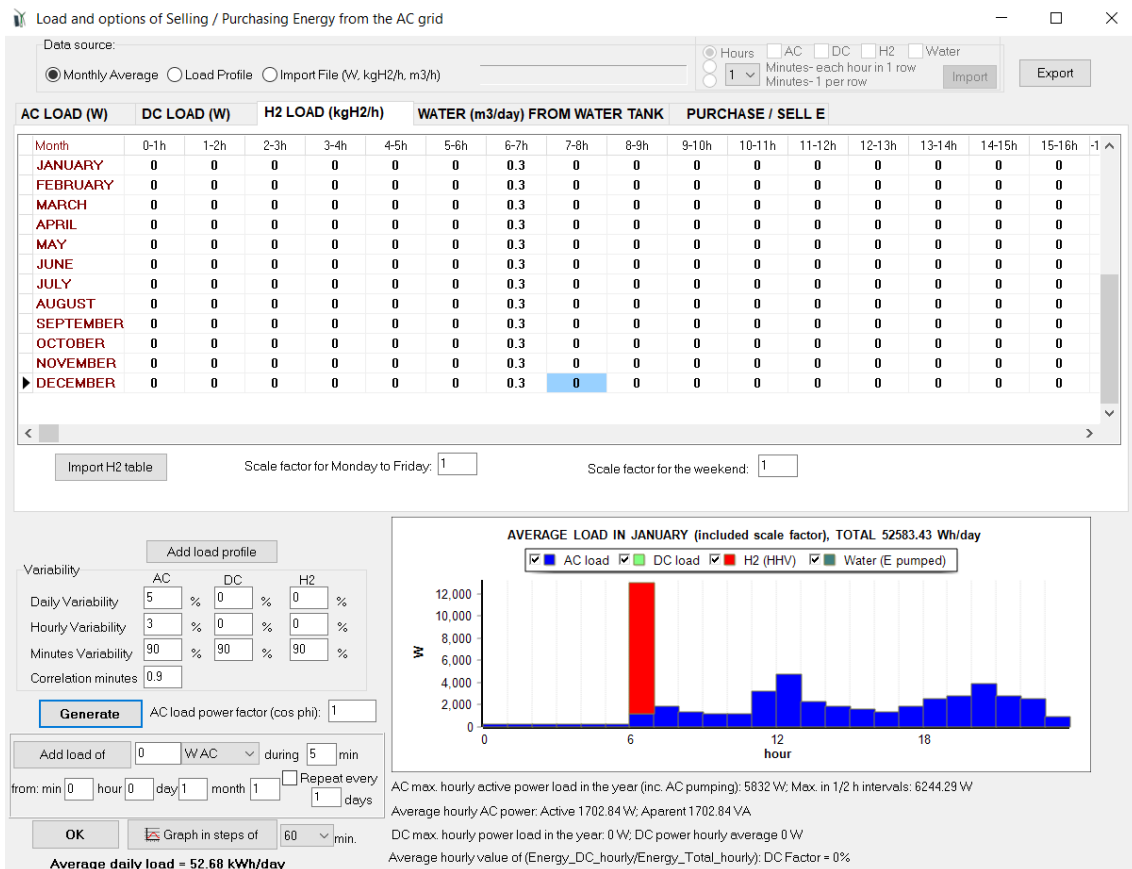 Load and options of Selling / Purchasing Energy from the AC grid
Data source:
Monthly Average Load Profile Import File (W, kgH2/h, m3/h)
Hours AC DC H2 Water
1 Minutes- each hour in 1 row
Minutes- 1 per row
Import
Export
AC LOAD (W) DC LOAD (W) H2 LOAD (kgH2/h) WATER (m3/day) FROM WATER TANK PURCHASE / SELL E
Month 0-1h 1-2h 2-3h 3-4h 4-5h 5-6h 6-7h 7-8h 8-9h 9-10h 10-11h 11-12h 12-13h 13-14h 14-15h 15-16h -1
JANUARY 0 0 0 0 0 0 0.3 0 0 0 0 0 0 0 0 0
FEBRUARY 0 0 0 0 0 0 0.3 0 0 0 0 0 0 0 0 0
MARCH 0 0 0 0 0 0 0.3 0 0 0 0 0 0 0 0 0
APRIL 0 0 0 0 0 0 0.3 0 0 0 0 0 0 0 0 0
MAY 0 0 0 0 0 0 0.3 0 0 0 0 0 0 0 0 0
JUNE 0 0 0 0 0 0 0.3 0 0 0 0 0 0 0 0 0
JULY 0 0 0 0 0 0 0.3 0 0 0 0 0 0 0 0 0
AUGUST 0 0 0 0 0 0 0.3 0 0 0 0 0 0 0 0 0
SEPTEMBER 0 0 0 0 0 0 0.3 0 0 0 0 0 0 0 0 0
OCTOBER 0 0 0 0 0 0 0.3 0 0 0 0 0 0 0 0 0
NOVEMBER 0 0 0 0 0 0 0.3 0 0 0 0 0 0 0 0 0
DECEMBER 0 0 0 0 0 0 0.3 0 0 0 0 0 0 0 0 0
Import H2 table Scale factor for Monday to Friday: 1 Scale factor for the weekend: 1
Add load profile
Variability
AC DC H2
Daily Variability 5 % 0 % 0 %
Hourly Variability 3 % 0 % 0 %
Minutes Variability 90 % 90 % 90 %
Correlation minutes 0.9
Generate AC load power factor (cos phi): 1
Add load of 0 W AC during 5 min
from: min 0 hour 0 day 1 month 1 Repeat every
1 days
OK Graph in steps of 60 min.
Average daily load = 52.68 kWh/day
AVERAGE LOAD IN JANUARY (included scale factor), TOTAL 52583.43 Wh/day
AC load DC load H2 (HHV) Water (E pumped)
12,000
10,000
8,000
6,000
4,000
2,000
0
W
0 6 12 18
hour
AC max. hourly active power load in the year (inc. AC pumping): 5832 W; Max. in 1/2 h intervals: 6244.29 W
Average hourly AC power: Active 1702.84 W; Aparent 1702.84 VA
DC max. hourly power load in the year: 0 W; DC power hourly average 0 W
Average hourly value of (Energy_DC_hourly/Energy_Total_hourly): DC Factor = 0%